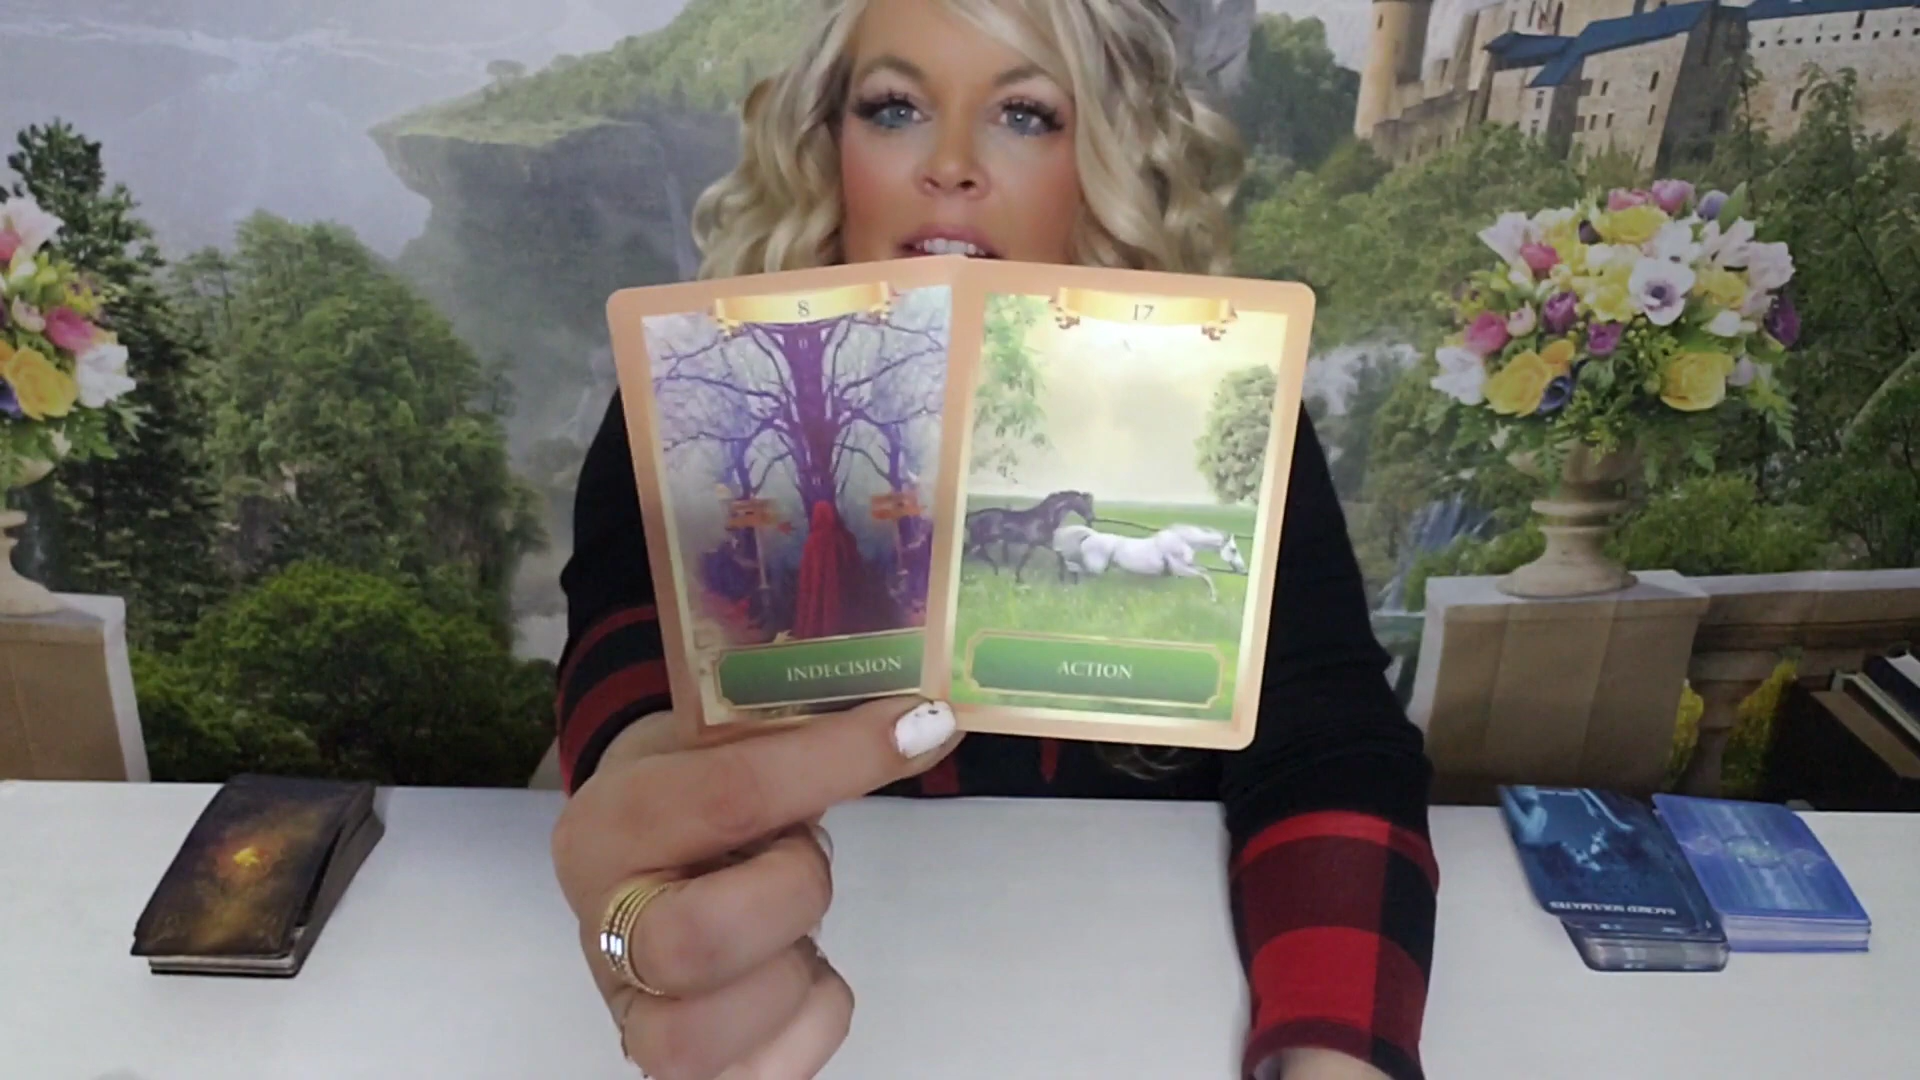 8
17
INDECISION
ACTION
SACRED SOULMATES